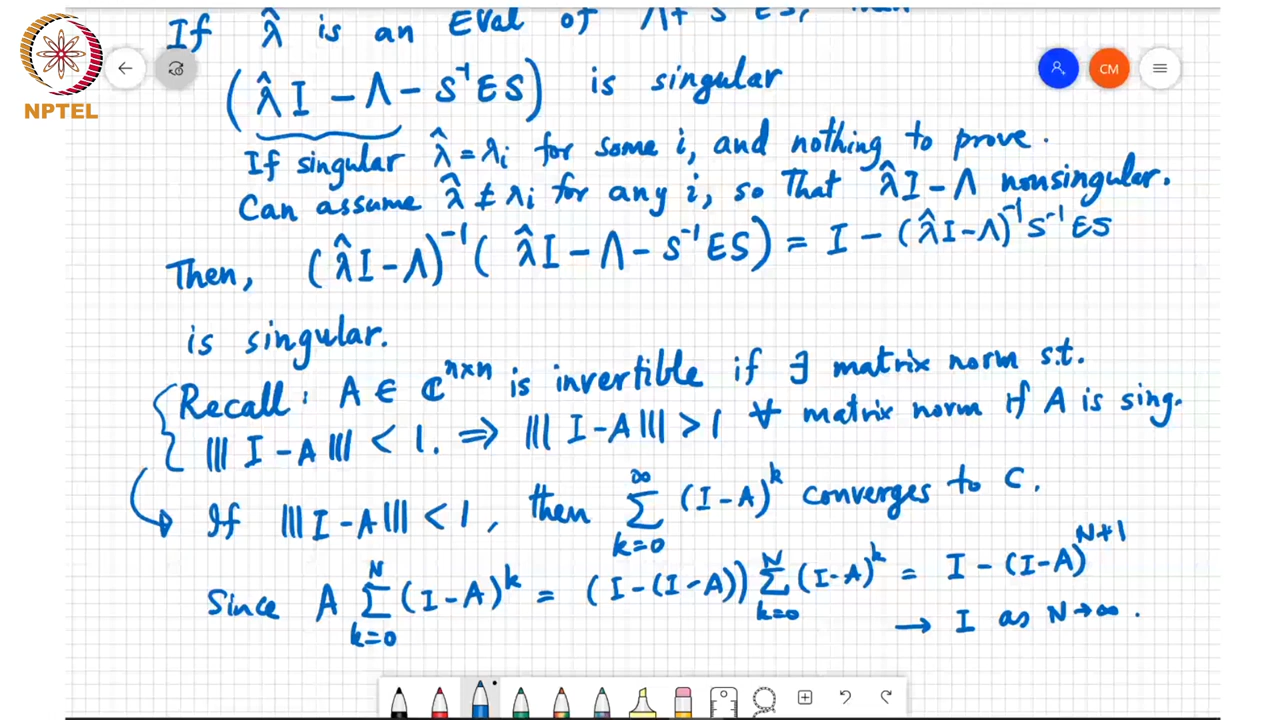 If λ̂ is an Eval of Λ + S⁻¹ES, then
NPTEL
CM
(λ̂I − Λ − S⁻¹ES) is singular
If singular λ̂ = λᵢ for some i, and nothing to prove.
Can assume λ̂ ≠ λᵢ for any i, so that λ̂I − Λ nonsingular.
Then, (λ̂I − Λ)⁻¹ ( λ̂I − Λ − S⁻¹ES) = I − (λ̂I − Λ)⁻¹ S⁻¹ES
is singular.
Recall: A ∈ ℂⁿˣⁿ is invertible if ∃ matrix norm s.t.
||| I − A ||| < 1. ⇒ ||| I − A ||| > 1 ∀ matrix norm if A is sing.
If ||| I − A ||| < 1, then ∑_{k=0}^{∞} (I − A)^k converges to C.
Since A ∑_{k=0}^{N} (I − A)^k = (I − (I − A)) ∑_{k=0}^{N} (I − A)^k = I − (I − A)^{N+1}
→ I as N → ∞.